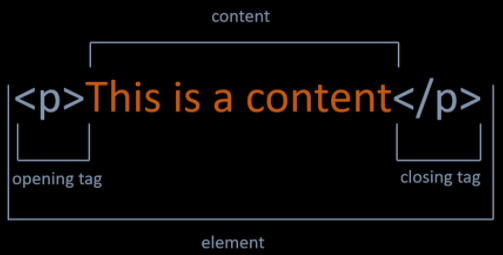 content
<p>This is a content</p>
opening tag
closing tag
element